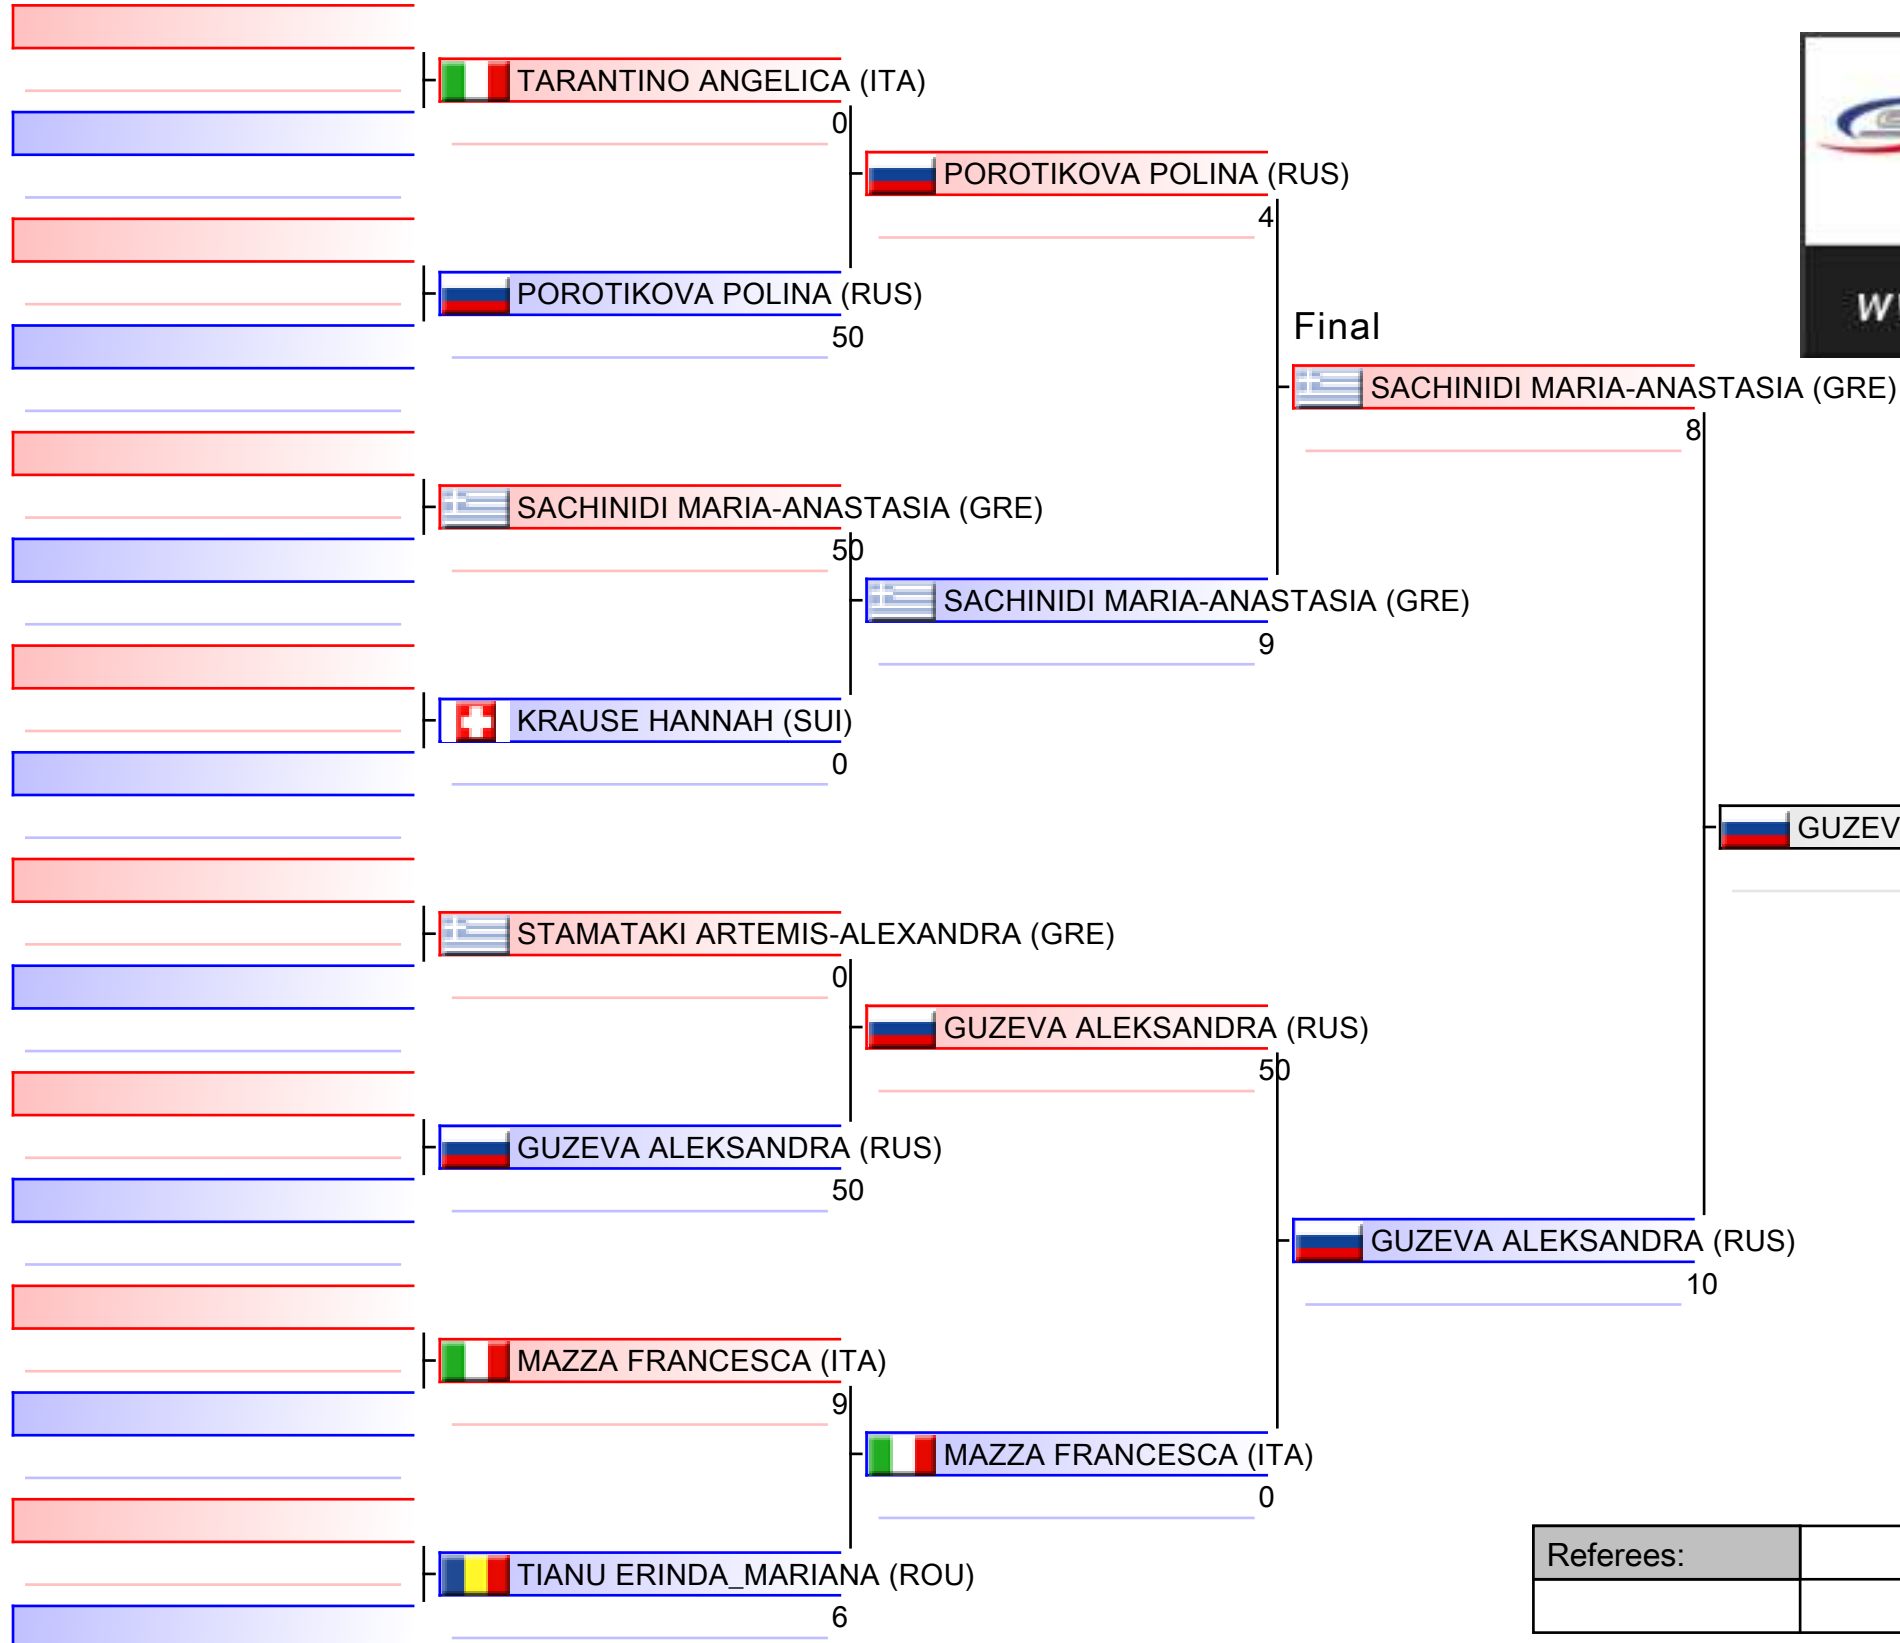 TARANTINO ANGELICA (ITA)
0
POROTIKOVA POLINA (RUS)
4
POROTIKOVA POLINA (RUS)
50
Final
SACHINIDI MARIA-ANASTASIA (GRE)
8
SACHINIDI MARIA-ANASTASIA (GRE)
50
SACHINIDI MARIA-ANASTASIA (GRE)
9
KRAUSE HANNAH (SUI)
0
GUZEV
STAMATAKI ARTEMIS-ALEXANDRA (GRE)
0
GUZEVA ALEKSANDRA (RUS)
50
GUZEVA ALEKSANDRA (RUS)
50
GUZEVA ALEKSANDRA (RUS)
10
MAZZA FRANCESCA (ITA)
9
MAZZA FRANCESCA (ITA)
0
TIANU ERINDA_MARIANA (ROU)
6
Referees: